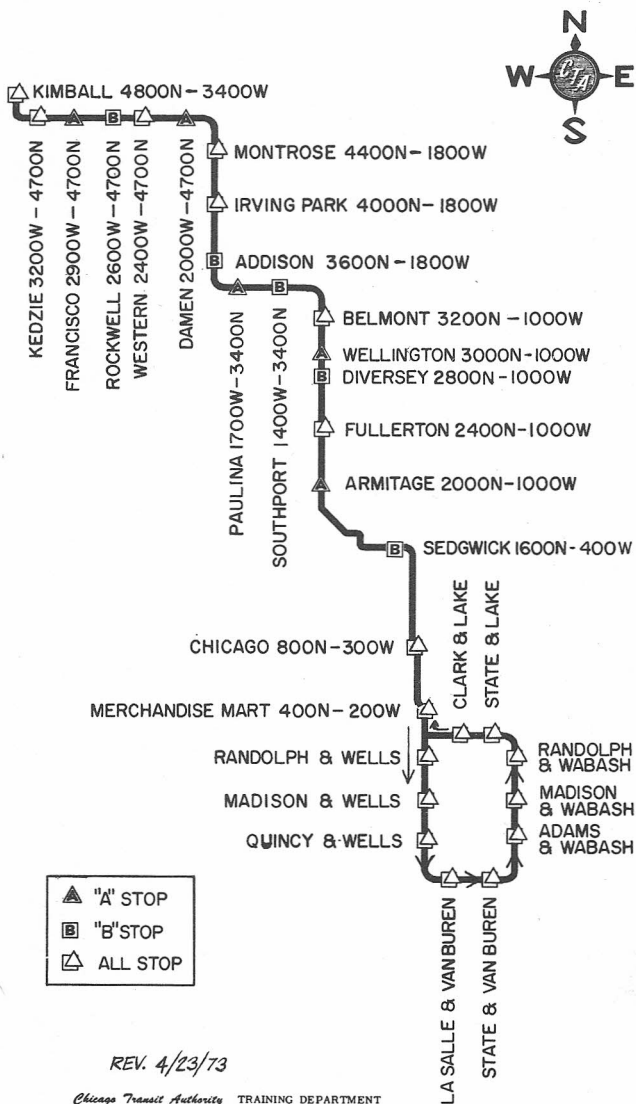 N
W CTA E
S
KIMBALL 4800N-3400W
KEDZIE 3200W-4700N
FRANCISCO 2900W-4700N
A
ROCKWELL 2600W-4700N
B
WESTERN 2400W-4700N
DAMEN 2000W-4700N
A
MONTROSE 4400N-1800W
IRVING PARK 4000N-1800W
B ADDISON 3600N-1800W
A
PAULINA 1700W-3400N
B
SOUTHPORT 1400W-3400N
BELMONT 3200N-1000W
A WELLINGTON 3000N-1000W
B DIVERSEY 2800N-1000W
FULLERTON 2400N-1000W
A ARMITAGE 2000N-1000W
B SEDGWICK 1600N-400W
CHICAGO 800N-300W
CLARK & LAKE
STATE & LAKE
MERCHANDISE MART 400N-200W
RANDOLPH & WELLS
MADISON & WELLS
QUINCY & WELLS
RANDOLPH
& WABASH
MADISON
& WABASH
ADAMS
& WABASH
LA SALLE & VAN BUREN
STATE & VAN BUREN
A "A" STOP
B "B" STOP
ALL STOP
REV. 4/23/73
Chicago Transit Authority TRAINING DEPARTMENT